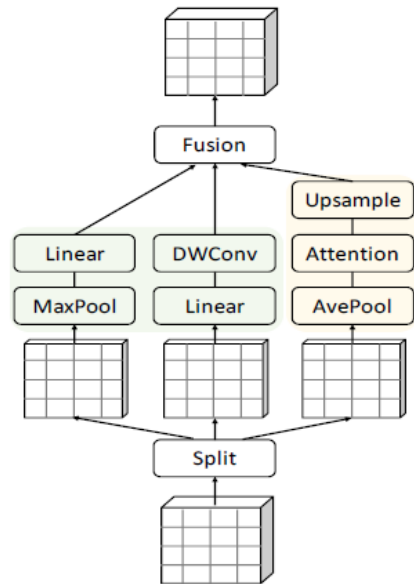 Fusion
Upsample
Linear
DWConv
Attention
MaxPool
Linear
AvePool
Split